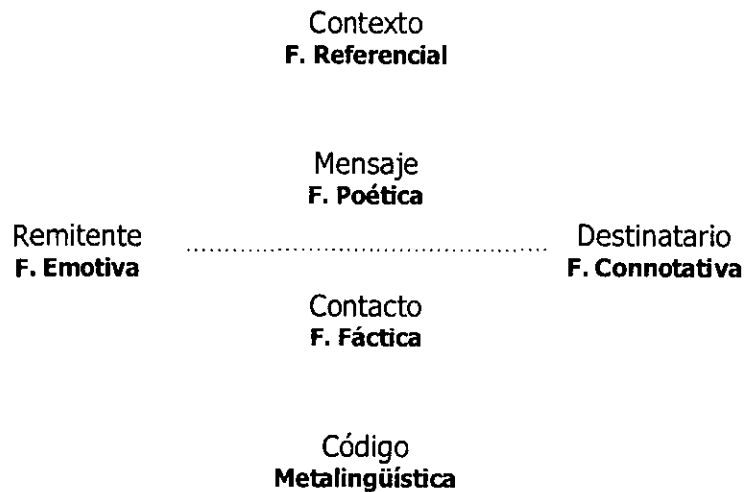 Contexto
F. Referencial
Mensaje
F. Poética
Remitente
F. Emotiva
Destinatario
F. Connotativa
Contacto
F. Fáctica
Código
Metalingüística